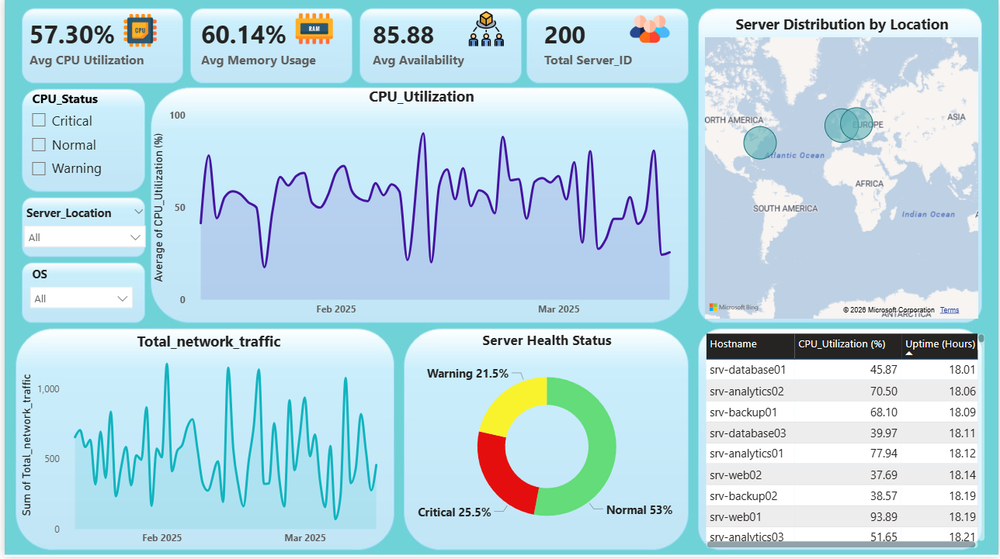 57.30%
CPU
Avg CPU Utilization
60.14%
RAM
Avg Memory Usage
85.88
Avg Availability
200
Total Server_ID
Server Distribution by Location
ORTH AMERICA
EUROPE
ASIA
Atlantic Ocean
AFRICA
SOUTH AMERICA
Indian Ocean
A
Microsoft Bing
© 2026 Microsoft Corporation Terms
ANTARCTICA
CPU_Status
Critical
Normal
Warning
Server_Location
All
OS
All
CPU_Utilization
Average of CPU_Utilization (%)
100
50
0
Feb 2025 Mar 2025
Total_network_traffic
Sum of Total_network_traffic
1,000
500
0
Feb 2025 Mar 2025
Server Health Status
Warning 21.5%
Critical 25.5%
Normal 53%
Hostname CPU_Utilization (%) Uptime (Hours)
srv-database01 45.87 18.01
srv-analytics02 70.50 18.06
srv-backup01 68.10 18.09
srv-database03 39.97 18.11
srv-analytics01 77.94 18.12
srv-web02 37.69 18.14
srv-backup02 38.57 18.19
srv-web01 93.89 18.19
srv-analytics03 51.65 18.21